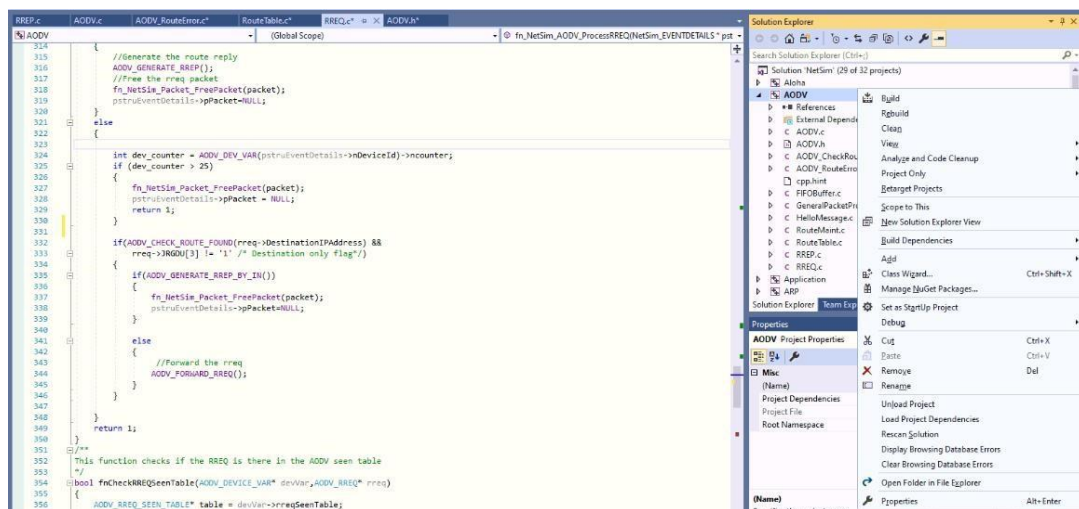 RREP.c AODV.c AODV_RouteError.c* RouteTable.c* RREQ.c* AODV.h*
AODV (Global Scope) fn_NetSim_AODV_ProcessRREQ(NetSim_EVENTDETAILS * pst
314 {
315 //Generate the route reply
316 AODV_GENERATE_RREP();
317 //Free the rreq packet
318 fn_NetSim_Packet_FreePacket(packet);
319 pstruEventDetails->pPacket=NULL;
320 }
321 else
322 {
323
324 int dev_counter = AODV_DEV_VAR(pstruEventDetails->nDeviceId)->ncounter;
325 if (dev_counter > 25)
326 {
327 fn_NetSim_Packet_FreePacket(packet);
328 pstruEventDetails->pPacket = NULL;
329 return 1;
330 }
331
332 if(AODV_CHECK_ROUTE_FOUND(rreq->DestinationIPAddress) &&
333 rreq->JRGDU[3] != '1' /* Destination only flag*/)
334 {
335 if(AODV_GENERATE_RREP_BY_IN())
336 {
337 fn_NetSim_Packet_FreePacket(packet);
338 pstruEventDetails->pPacket=NULL;
339 }
340
341 else
342 {
343 //Forward the rreq
344 AODV_FORWARD_RREQ();
345 }
346 }
347
348 }
349 return 1;
350 }
351 /**
352 This function checks if the RREQ is there in the AODV seen table
353 */
354 bool fnCheckRREQSeenTable(AODV_DEVICE_VAR* devVar,AODV_RREQ* rreq)
355 {
356 AODV_RREQ_SEEN_TABLE* table = devVar->rreqSeenTable;
Solution Explorer
Search Solution Explorer (Ctrl+;)
Solution 'NetSim' (29 of 32 projects)
Aloha
AODV
References
External Depende
AODV.c
AODV.h
AODV_CheckRou
AODV_RouteErro
cpp.hint
FIFOBuffer.c
GeneralPacketPr
HelloMessage.c
RouteMaint.c
RouteTable.c
RREP.c
RREQ.c
Application
ARP
Solution Explorer Team Exp
Properties
AODV Project Properties
Misc
(Name)
Project Dependencies
Project File
Root Namespace
(Name)
Build
Rebuild
Clean
View
Analyze and Code Cleanup
Project Only
Retarget Projects
Scope to This
New Solution Explorer View
Build Dependencies
Add
Class Wizard... Ctrl+Shift+X
Manage NuGet Packages...
Set as StartUp Project
Debug
Cut Ctrl+X
Paste Ctrl+V
Remove Del
Rename
Unload Project
Load Project Dependencies
Rescan Solution
Display Browsing Database Errors
Clear Browsing Database Errors
Open Folder in File Explorer
Properties Alt+Enter